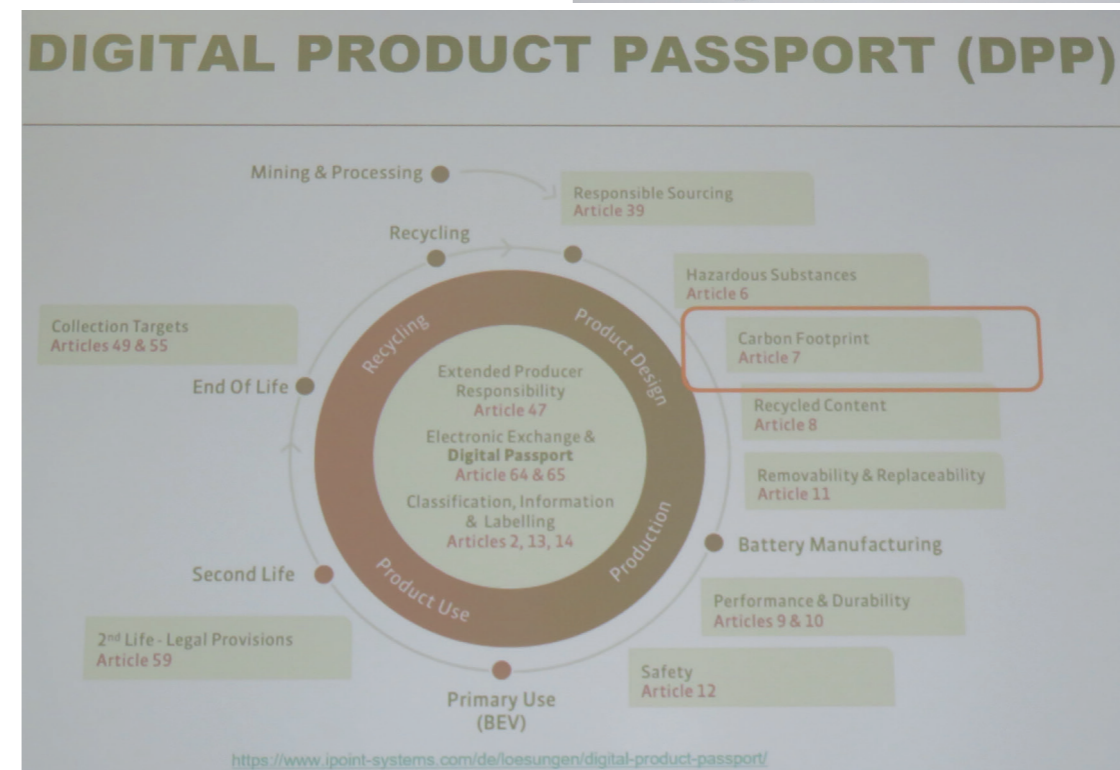 DIGITAL PRODUCT PASSPORT (DPP)
Mining & Processing
Responsible Sourcing
Article 39
Recycling
Hazardous Substances
Article 6
Carbon Footprint
Article 7
Recycled Content
Article 8
Removability & Replaceability
Article 11
Battery Manufacturing
Performance & Durability
Articles 9 & 10
Safety
Article 12
Primary Use
(BEV)
2nd Life - Legal Provisions
Article 59
Second Life
End Of Life
Collection Targets
Articles 49 & 55
Recycling
Product Design
Production
Product Use
Extended Producer
Responsibility
Article 47
Electronic Exchange &
Digital Passport
Article 64 & 65
Classification, Information
& Labelling
Articles 2, 13, 14
https://www.ipoint-systems.com/de/loesungen/digital-product-passport/